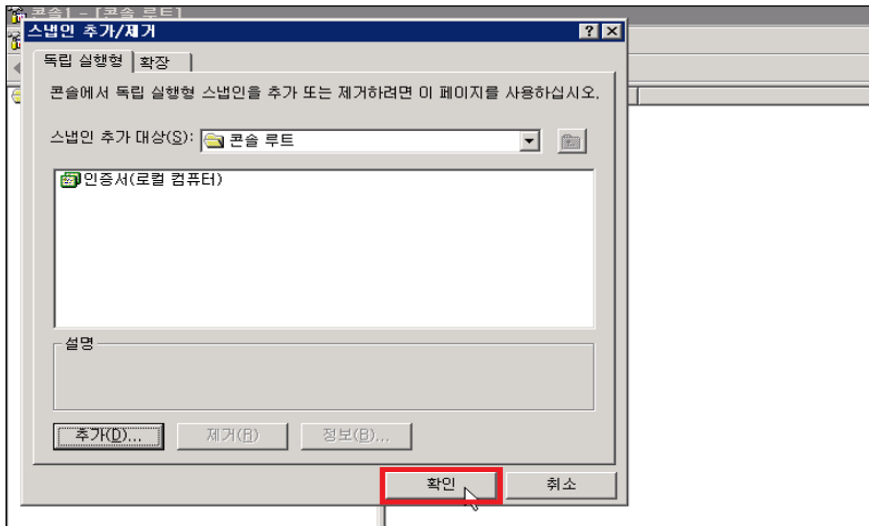 콘솔1 - [콘솔 루트]
스냅인 추가/제거
독립 실행형 확장
콘솔에서 독립 실행형 스냅인을 추가 또는 제거하려면 이 페이지를 사용하십시오.
스냅인 추가 대상(S): 콘솔 루트
인증서(로컬 컴퓨터)
설명
추가(D)... 제거(R) 정보(B)...
확인 취소